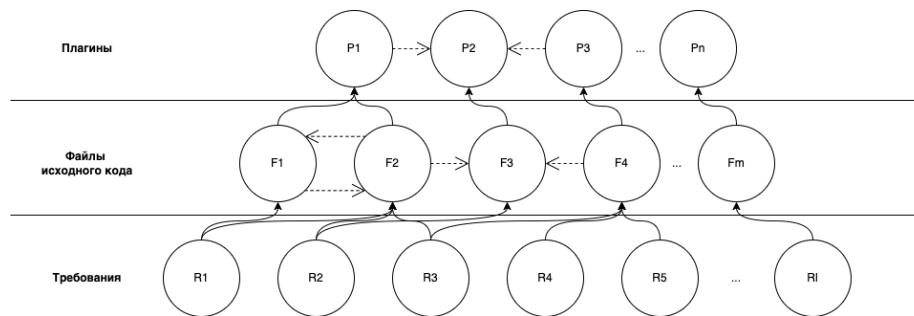 Плагины
P1
P2
P3
...
Pn
Файлы
исходного кода
F1
F2
F3
F4
...
Fm
Требования
R1
R2
R3
R4
R5
...
Rl